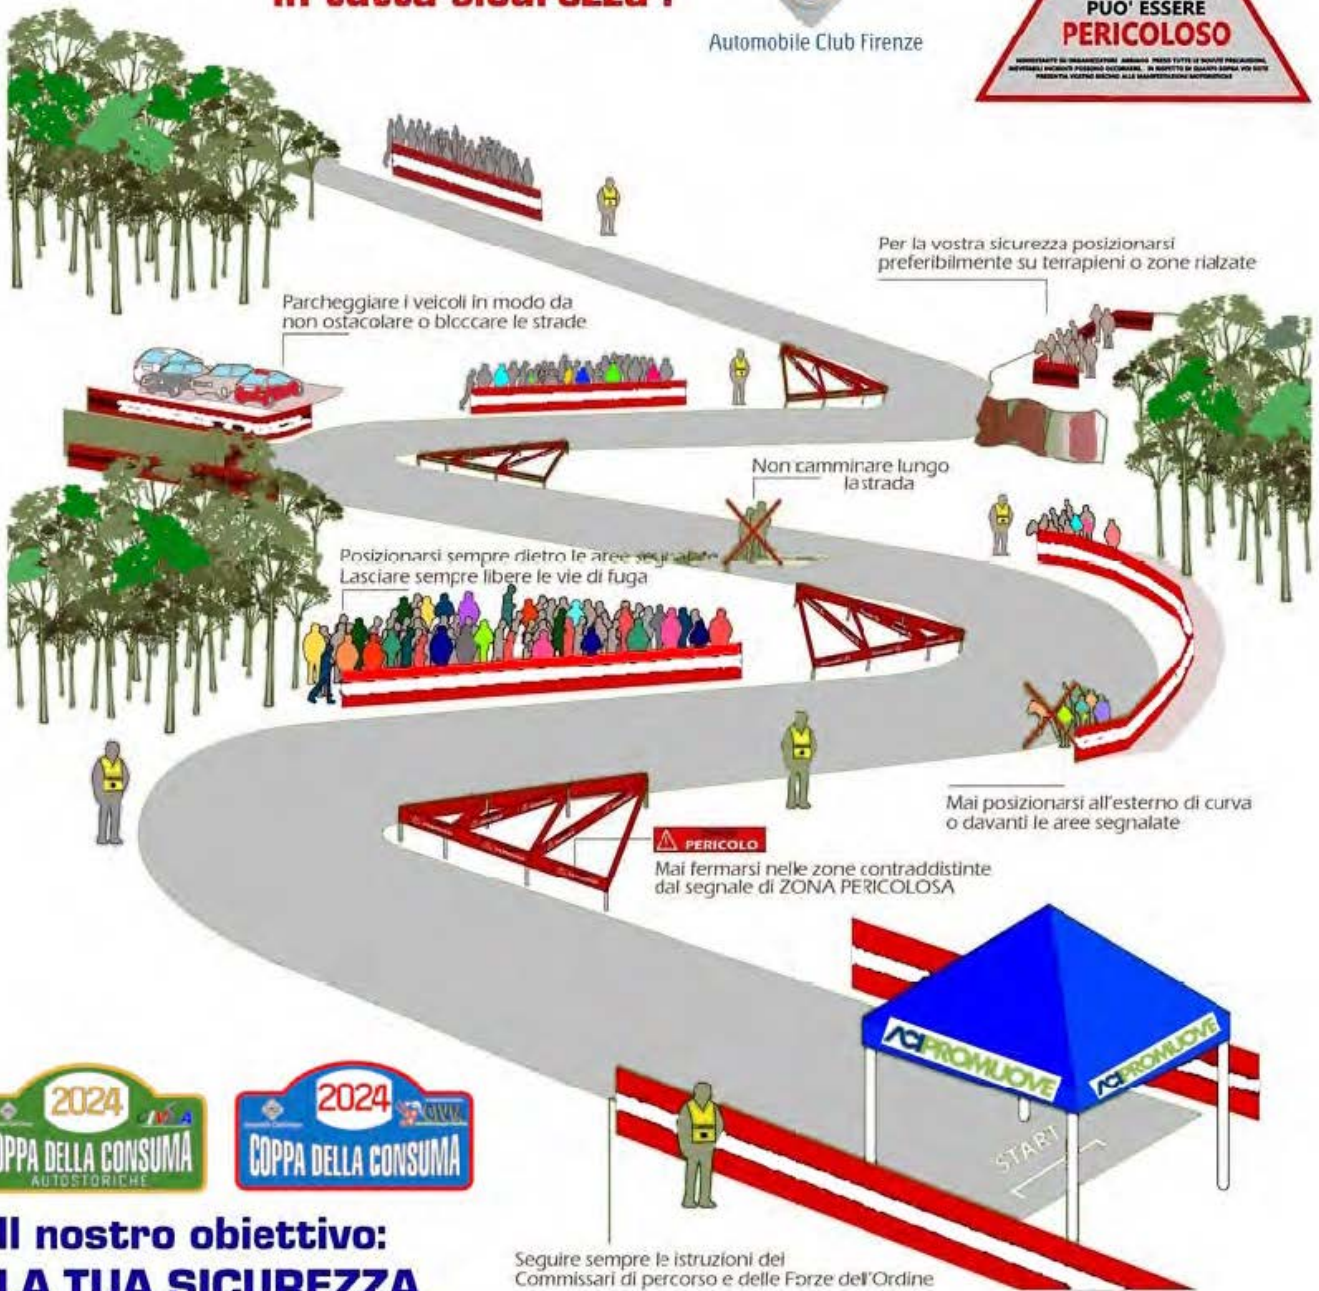 in tutta sicurezza!
Automobile Club Firenze
PUO' ESSERE
PERICOLOSO
Per la vostra sicurezza posizionarsi
preferibilmente su terrapieni o zone rialzate
Parcheggiare i veicoli in modo da
non ostacolare o bloccare le strade
Non camminare lungo
la strada
Posizionarsi sempre dietro le aree segnalate
Lasciare sempre libere le vie di fuga
Mai posizionarsi all'esterno di curva
o davanti le aree segnalate
PERICOLO
Mai fermarsi nelle zone contraddistinte
dal segnale di ZONA PERICOLOSA
ACI PROMUOVE
ACI PROMUOVE
START
2024
COPPA DELLA CONSUMA
AUTOSTORICHE
2024
CIVM
COPPA DELLA CONSUMA
Il nostro obiettivo:
LA TUA SICUREZZA
Seguire sempre le istruzioni dei
Commissari di percorso e delle Forze dell'Ordine